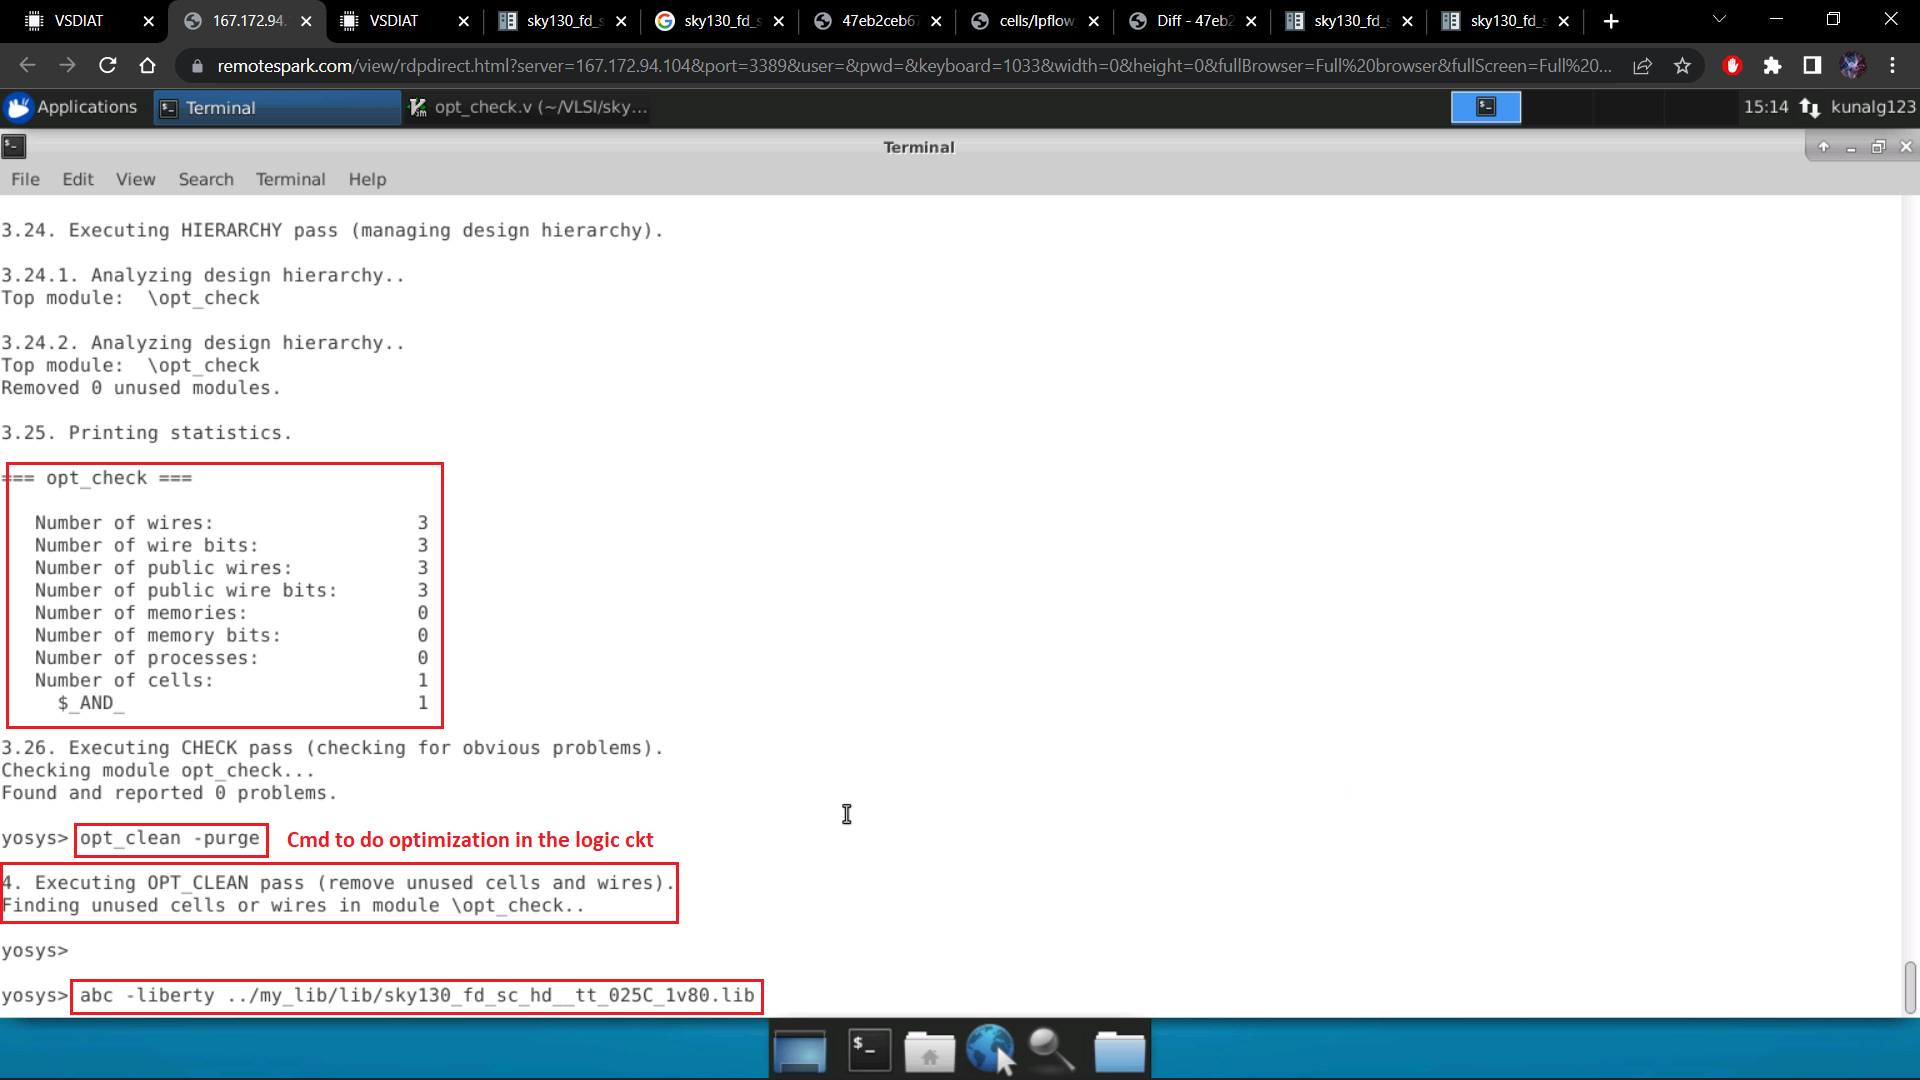 VSDIAT
167.172.94.
VSDIAT
sky130_fd_s
sky130_fd_s
47eb2ceb67
cells/lpflow
Diff - 47eb2
sky130_fd_s
sky130_fd_s
remotespark.com/view/rdpdirect.html?server=167.172.94.104&port=3389&user=&pwd=&keyboard=1033&width=0&height=0&fullBrowser=Full%20browser&fullScreen=Full%20...
Applications
Terminal
opt_check.v (~/VLSI/sky...
15:14
kunalg123
Terminal
File Edit View Search Terminal Help
3.24. Executing HIERARCHY pass (managing design hierarchy).
3.24.1. Analyzing design hierarchy..
Top module:  \opt_check
3.24.2. Analyzing design hierarchy..
Top module:  \opt_check
Removed 0 unused modules.
3.25. Printing statistics.
=== opt_check ===
Number of wires: 3
Number of wire bits: 3
Number of public wires: 3
Number of public wire bits: 3
Number of memories: 0
Number of memory bits: 0
Number of processes: 0
Number of cells: 1
$_AND_ 1
3.26. Executing CHECK pass (checking for obvious problems).
Checking module opt_check...
Found and reported 0 problems.
yosys> opt_clean -purge Cmd to do optimization in the logic ckt
4. Executing OPT_CLEAN pass (remove unused cells and wires).
Finding unused cells or wires in module \opt_check..
yosys>
yosys> abc -liberty ../my_lib/lib/sky130_fd_sc_hd__tt_025C_1v80.lib